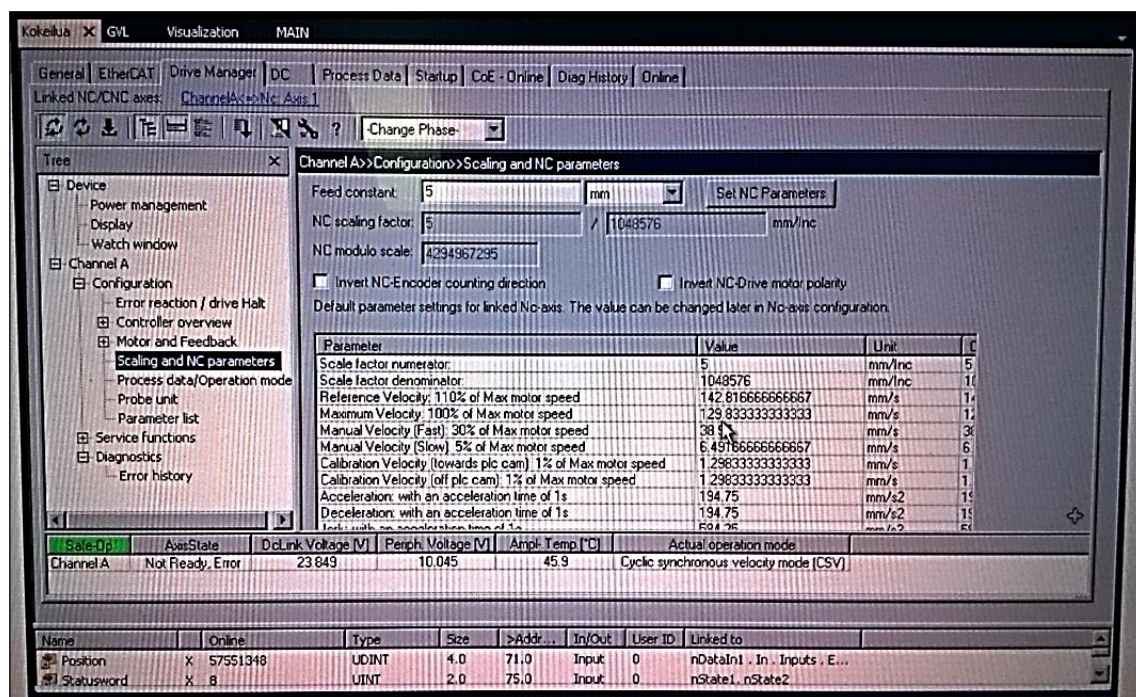 Kokeilua X GVL Visualization MAIN
General EtherCAT Drive Manager DC Process Data Startup CoE - Online Diag History Online
Linked NC/CNC axes: ChannelA<=>Nc: Axis 1
? -Change Phase-
Tree X
Channel A>>Configuration>>Scaling and NC parameters
Device
Power management
Display
Watch window
Channel A
Configuration
Error reaction / drive Halt
Controller overview
Motor and Feedback
Scaling and NC parameters
Process data/Operation mode
Probe unit
Parameter list
Service functions
Diagnostics
Error history
Feed constant: 5 mm Set NC Parameters
NC scaling factor: 5 / 1048576 mm/Inc
NC modulo scale: 4294967295
Invert NC-Encoder counting direction Invert NC-Drive motor polarity
Default parameter settings for linked Nc-axis. The value can be changed later in Nc-axis configuration.
Parameter Value Unit
Scale factor numerator: 5 mm/Inc 5
Scale factor denominator: 1048576 mm/Inc
Reference Velocity: 110% of Max motor speed 142.816666666667 mm/s
Maximum Velocity: 100% of Max motor speed 129.833333333333 mm/s
Manual Velocity (Fast): 30% of Max motor speed 38.9 mm/s
Manual Velocity (Slow): 5% of Max motor speed 6.49166666666667 mm/s 6
Calibration Velocity (towards plc cam): 1% of Max motor speed 1.29833333333333 mm/s 1
Calibration Velocity (off plc cam): 1% of Max motor speed 1.29833333333333 mm/s 1
Acceleration: with an acceleration time of 1s 194.75 mm/s2
Deceleration: with an acceleration time of 1s 194.75 mm/s2
Safe-Op AxisState DcLink Voltage [V] Periph. Voltage [V] Ampl- Temp [°C] Actual operation mode
Channel A Not Ready, Error 23.849 10.045 45.9 Cyclic synchronous velocity mode (CSV)
Name Online Type Size >Addr... In/Out User ID Linked to
Position X 57551348 UDINT 4.0 71.0 Input 0 nDataIn1 . In . Inputs . E...
Statusword X 8 UINT 2.0 75.0 Input 0 nState1, nState2